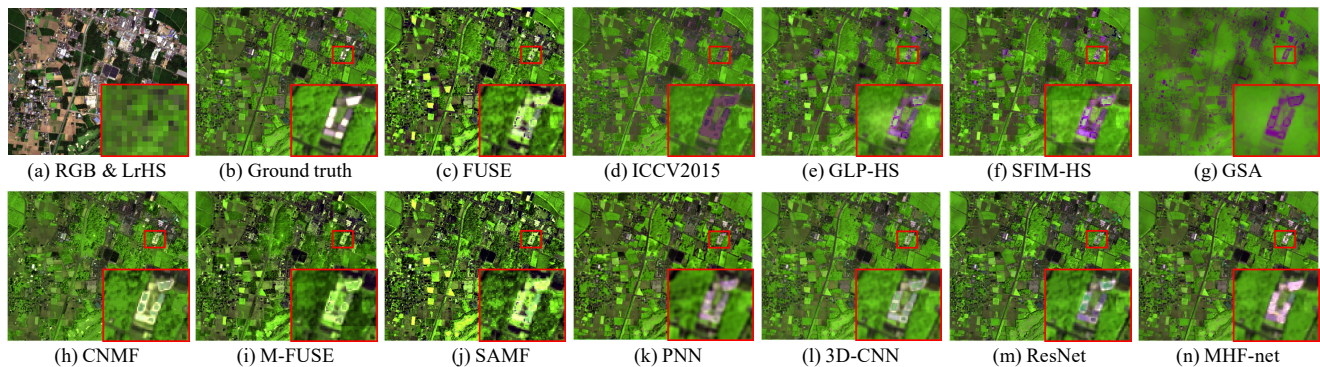 (a) RGB & LrHS (b) Ground truth (c) FUSE (d) ICCV2015 (e) GLP-HS (f) SFIM-HS (g) GSA
(h) CNMF (i) M-FUSE (j) SAMF (k) PNN (l) 3D-CNN (m) ResNet (n) MHF-net